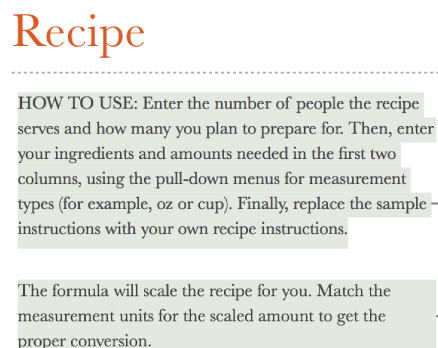 Recipe
HOW TO USE: Enter the number of people the recipe
serves and how many you plan to prepare for. Then, enter
your ingredients and amounts needed in the first two
columns, using the pull-down menus for measurement
types (for example, oz or cup). Finally, replace the sample
instructions with your own recipe instructions.
The formula will scale the recipe for you. Match the
measurement units for the scaled amount to get the
proper conversion.